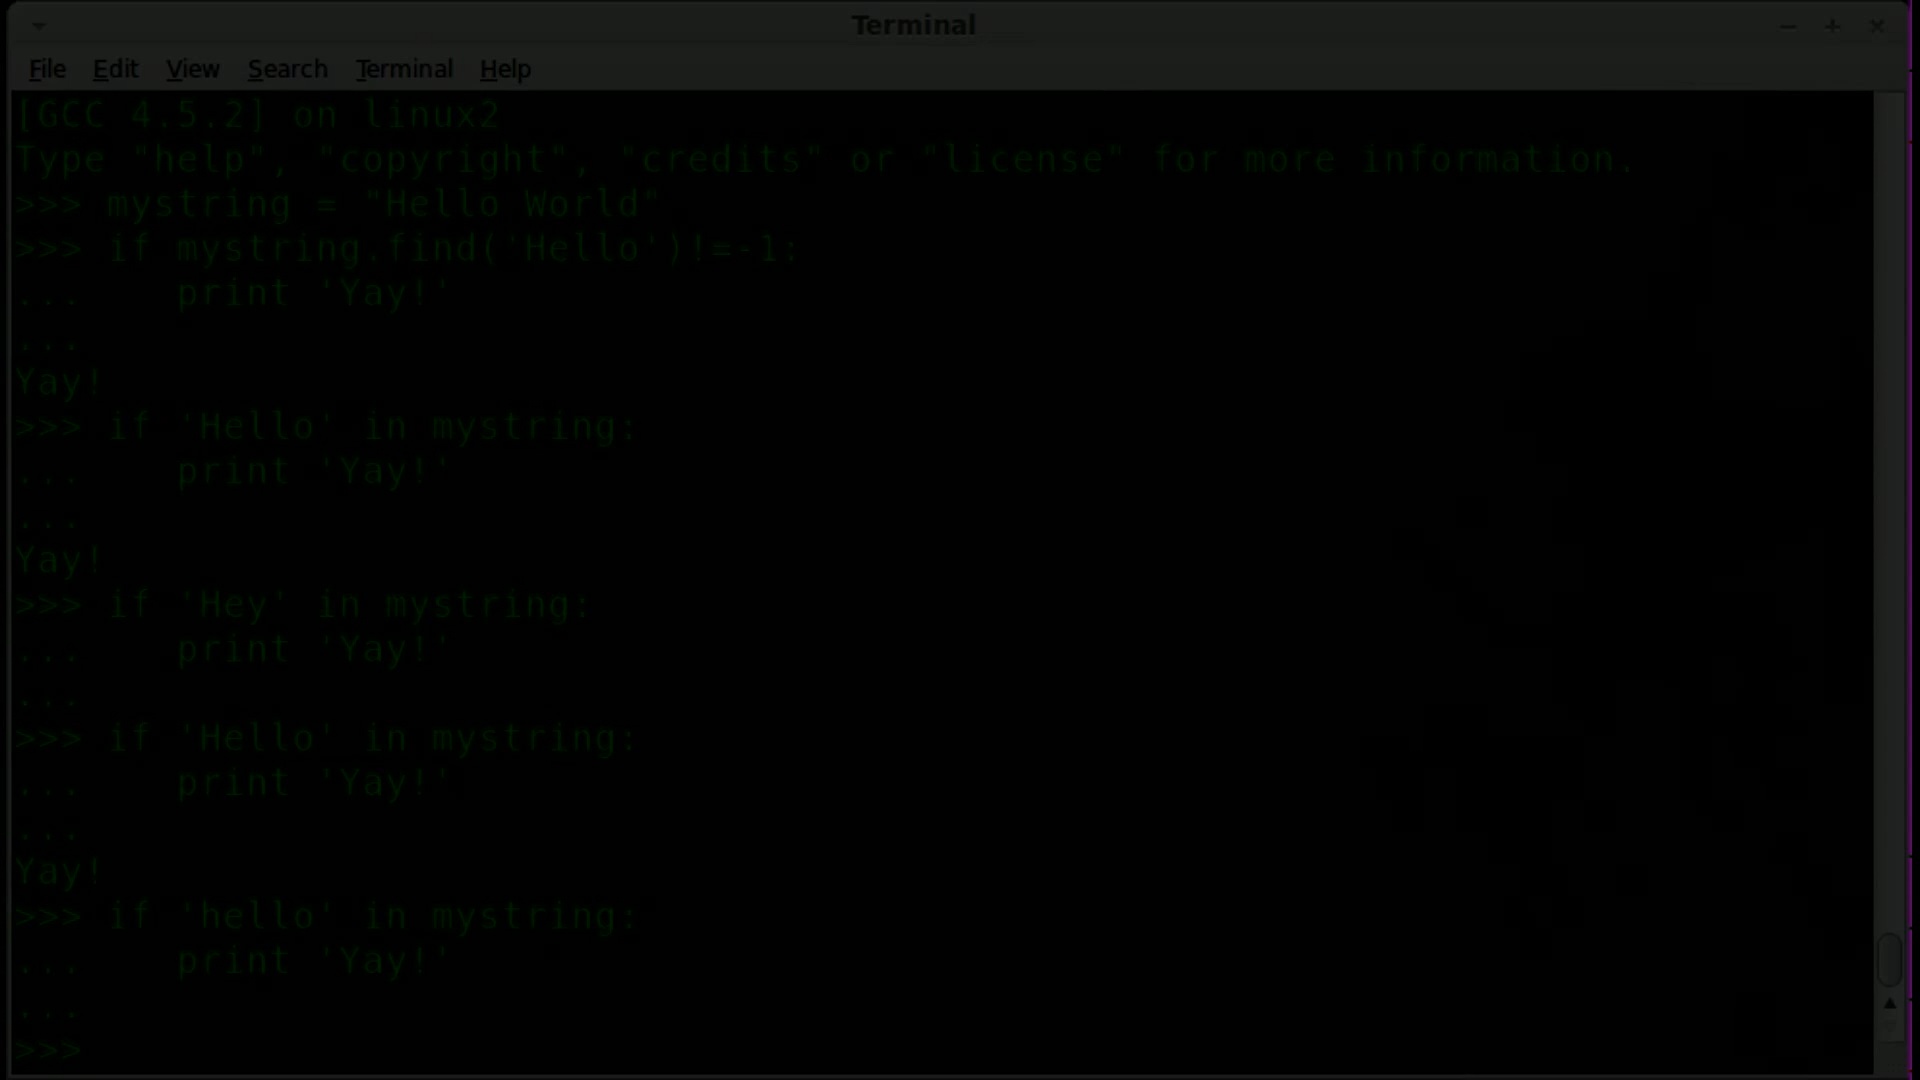 Terminal
File Edit View Search Terminal Help
[GCC 4.5.2] on linux2
Type "help", "copyright", "credits" or "license" for more information.
>>> mystring = "Hello World"
>>> if mystring.find('Hello')!=-1:
...    print 'Yay!'
...
Yay!
>>> if 'Hello' in mystring:
...    print 'Yay!'
...
Yay!
>>> if 'Hey' in mystring:
...    print 'Yay!'
...
>>> if 'Hello' in mystring:
...    print 'Yay!'
...
Yay!
>>> if 'hello' in mystring:
...    print 'Yay!'
...
>>>